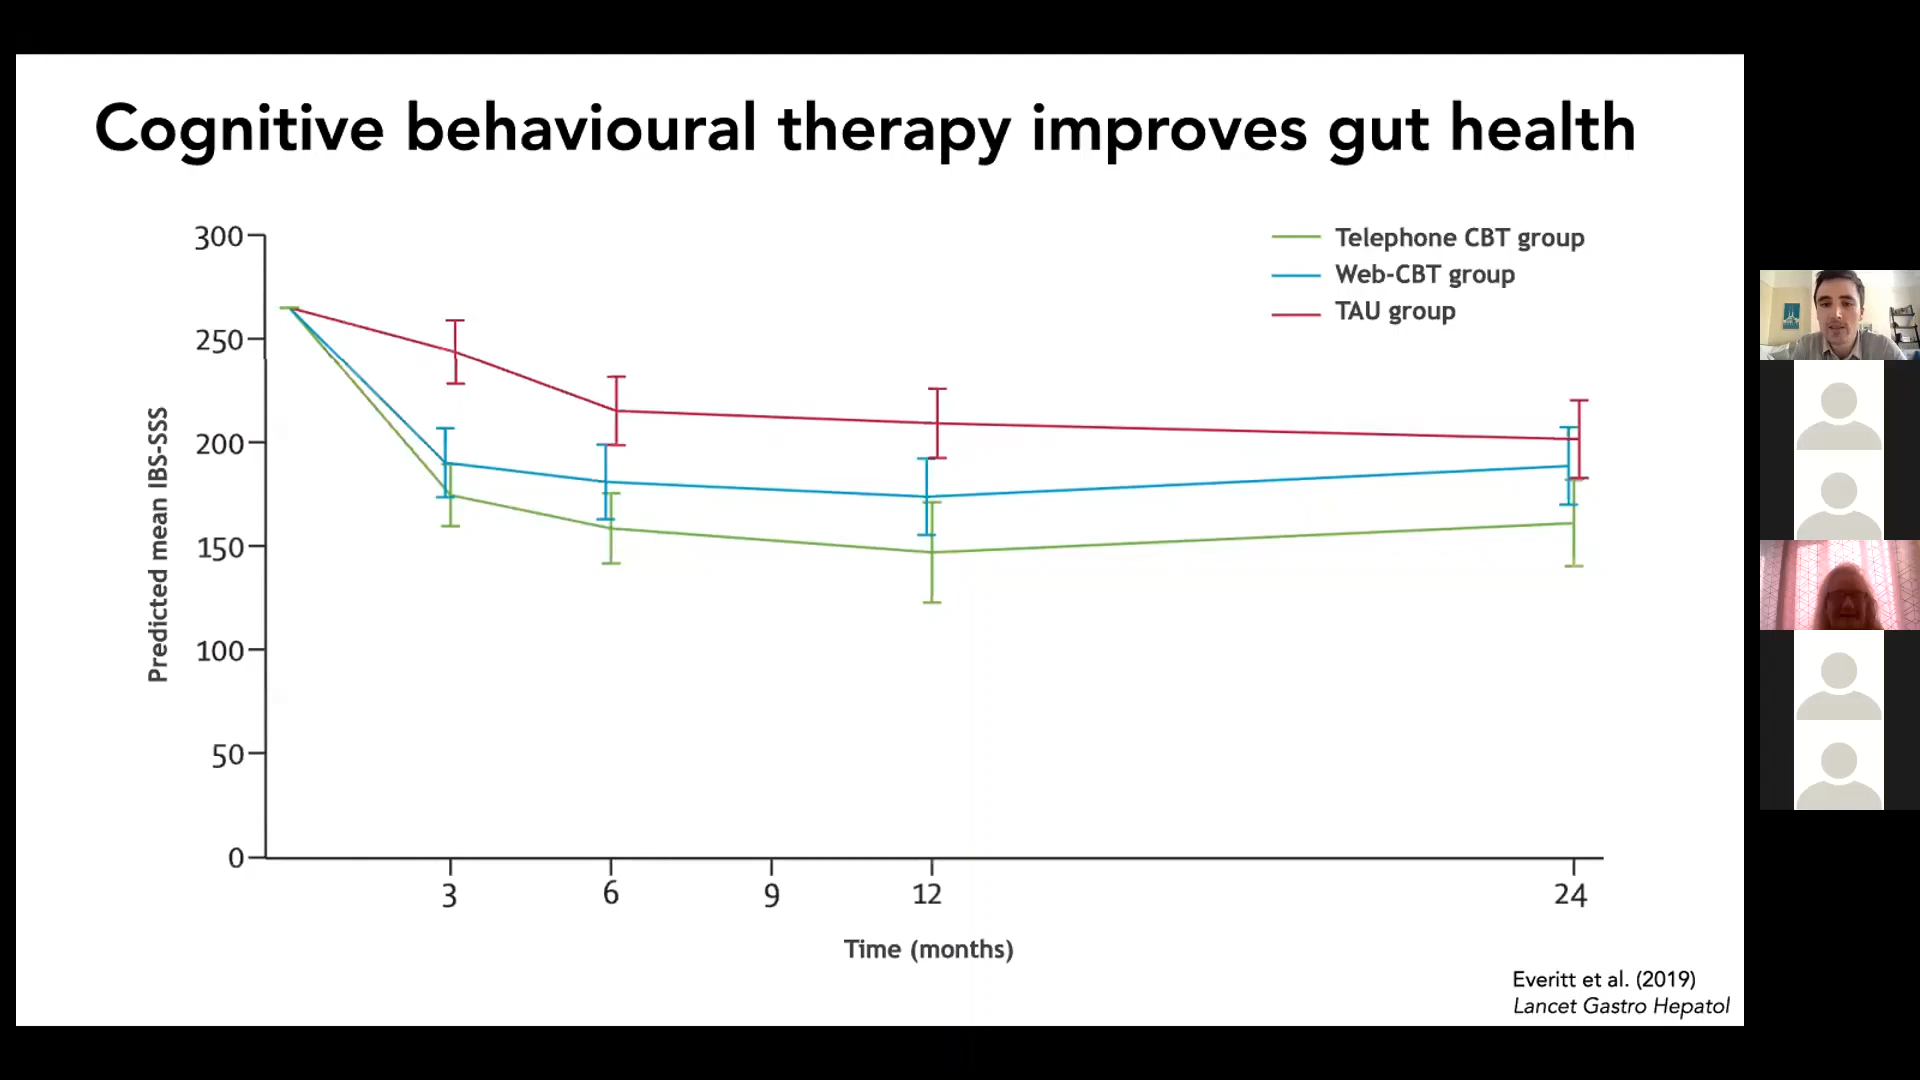 Cognitive behavioural therapy improves gut health
Telephone CBT group
Web-CBT group
TAU group
Predicted mean IBS-SSS
300
250
200
150
100
50
0
3 6 9 12 24
Time (months)
Everitt et al. (2019)
Lancet Gastro Hepatol